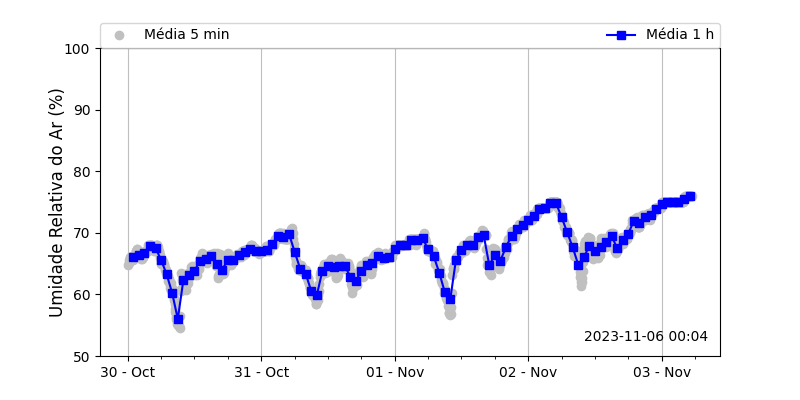 Média 5 min
Média 1 h
Umidade Relativa do Ar (%)
100
90
80
70
60
50
2023-11-06 00:04
30 - Oct
31 - Oct
01 - Nov
02 - Nov
03 - Nov